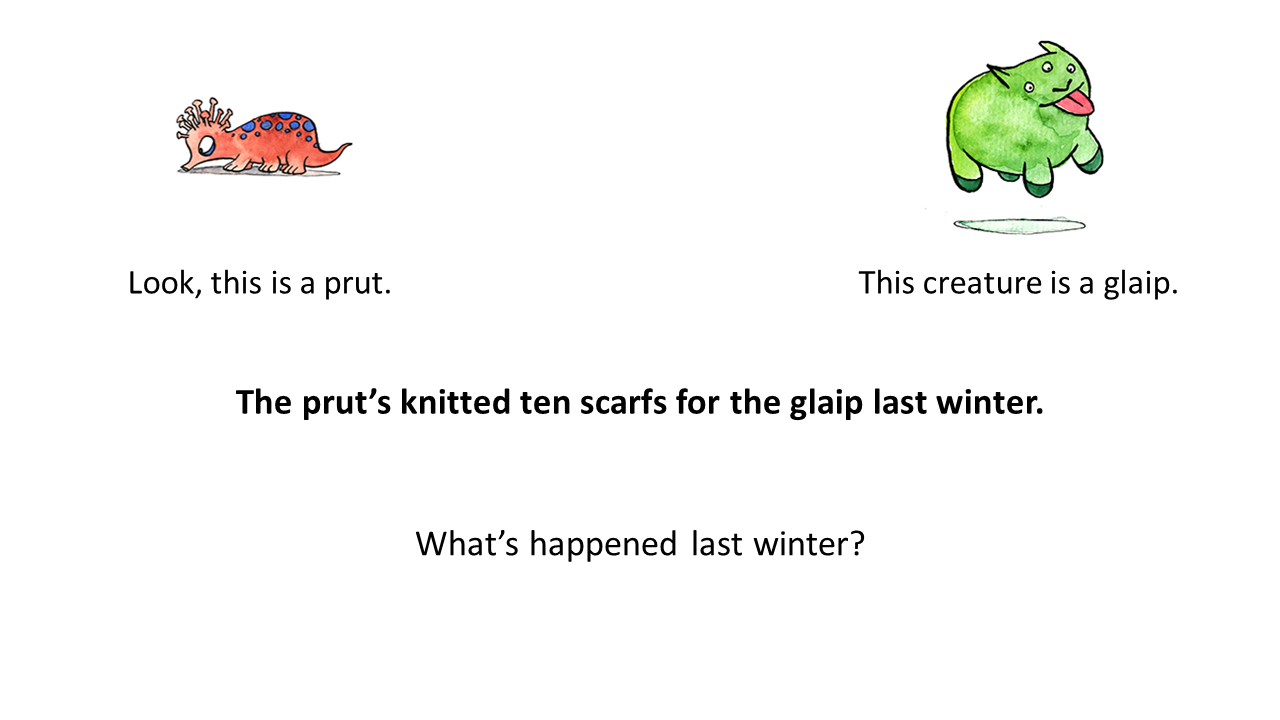 Look, this is a prut.
This creature is a glaip.
The prut’s knitted ten scarfs for the glaip last winter.
What’s happened last winter?